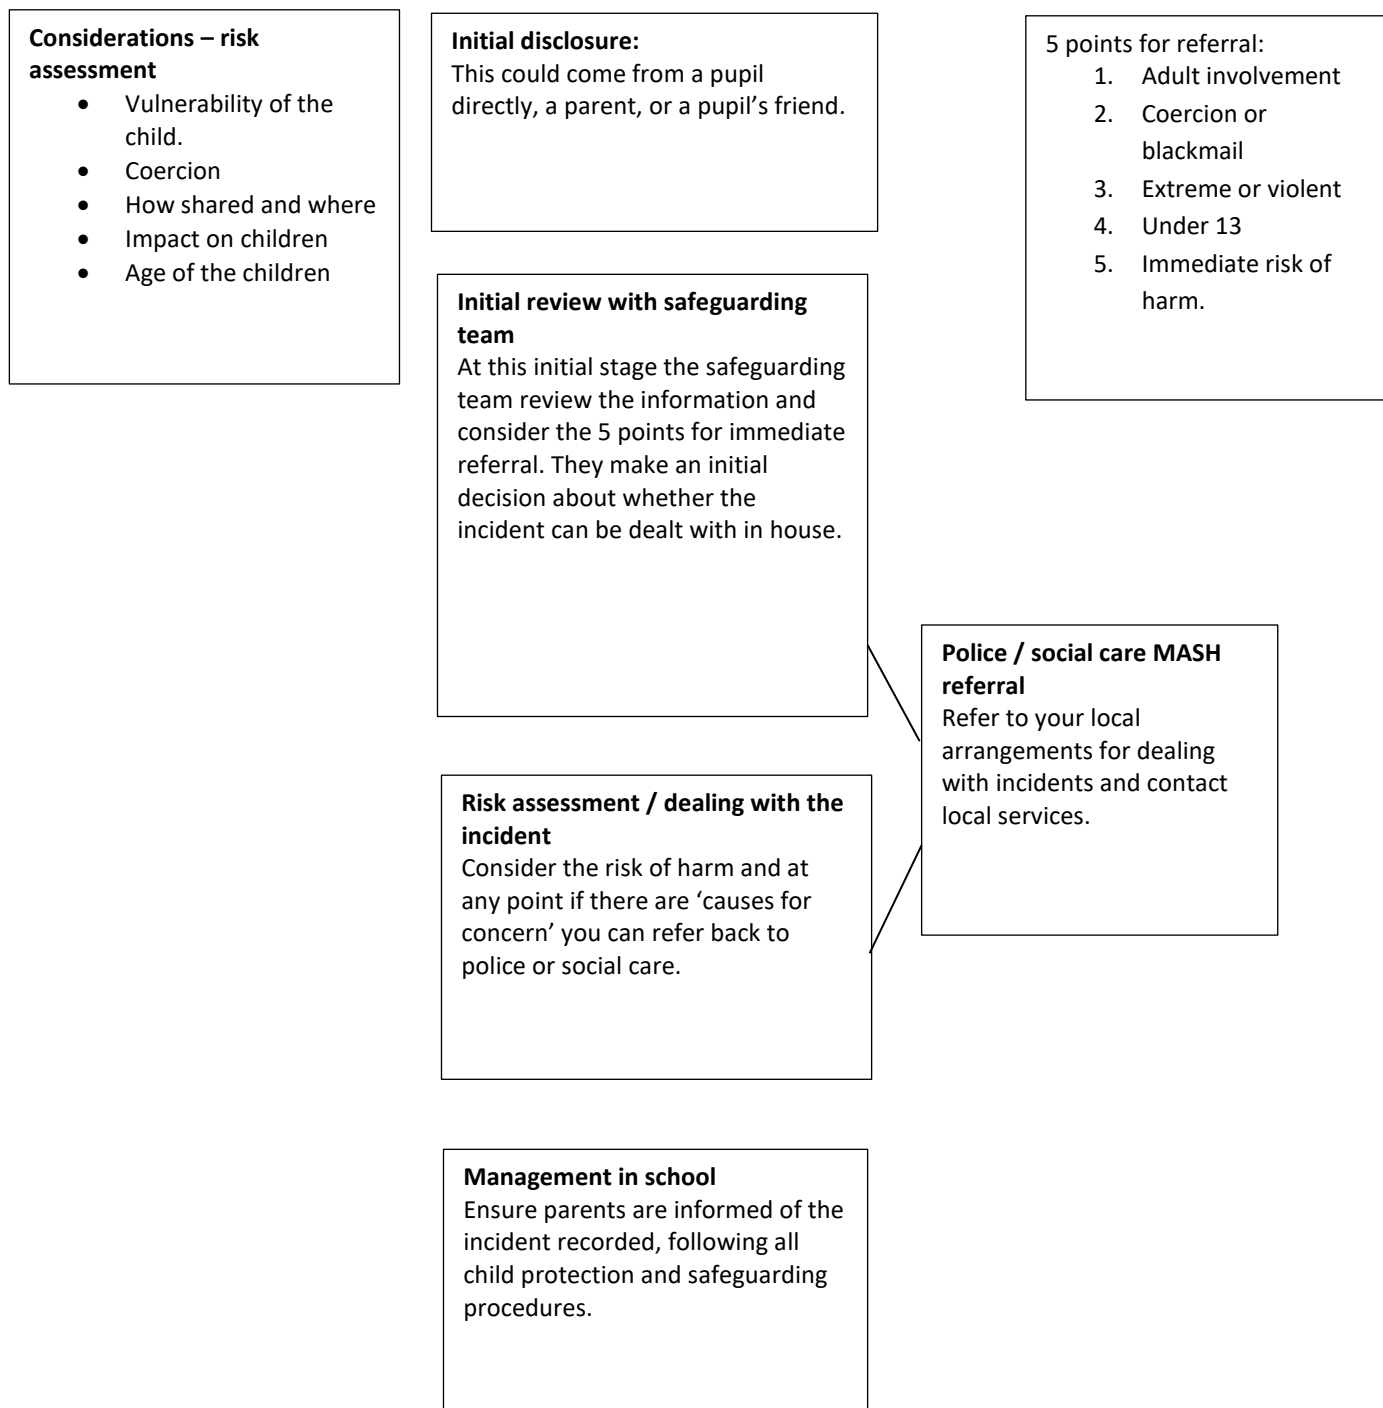 Considerations – risk
assessment
• Vulnerability of the
child.
• Coercion
• How shared and where
• Impact on children
• Age of the children
Initial disclosure:
This could come from a pupil
directly, a parent, or a pupil’s friend.
5 points for referral:
1. Adult involvement
2. Coercion or
blackmail
3. Extreme or violent
4. Under 13
5. Immediate risk of
harm.
Initial review with safeguarding
team
At this initial stage the safeguarding
team review the information and
consider the 5 points for immediate
referral. They make an initial
decision about whether the
incident can be dealt with in house.
Police / social care MASH
referral
Refer to your local
arrangements for dealing
with incidents and contact
local services.
Risk assessment / dealing with the
incident
Consider the risk of harm and at
any point if there are ‘causes for
concern’ you can refer back to
police or social care.
Management in school
Ensure parents are informed of the
incident recorded, following all
child protection and safeguarding
procedures.